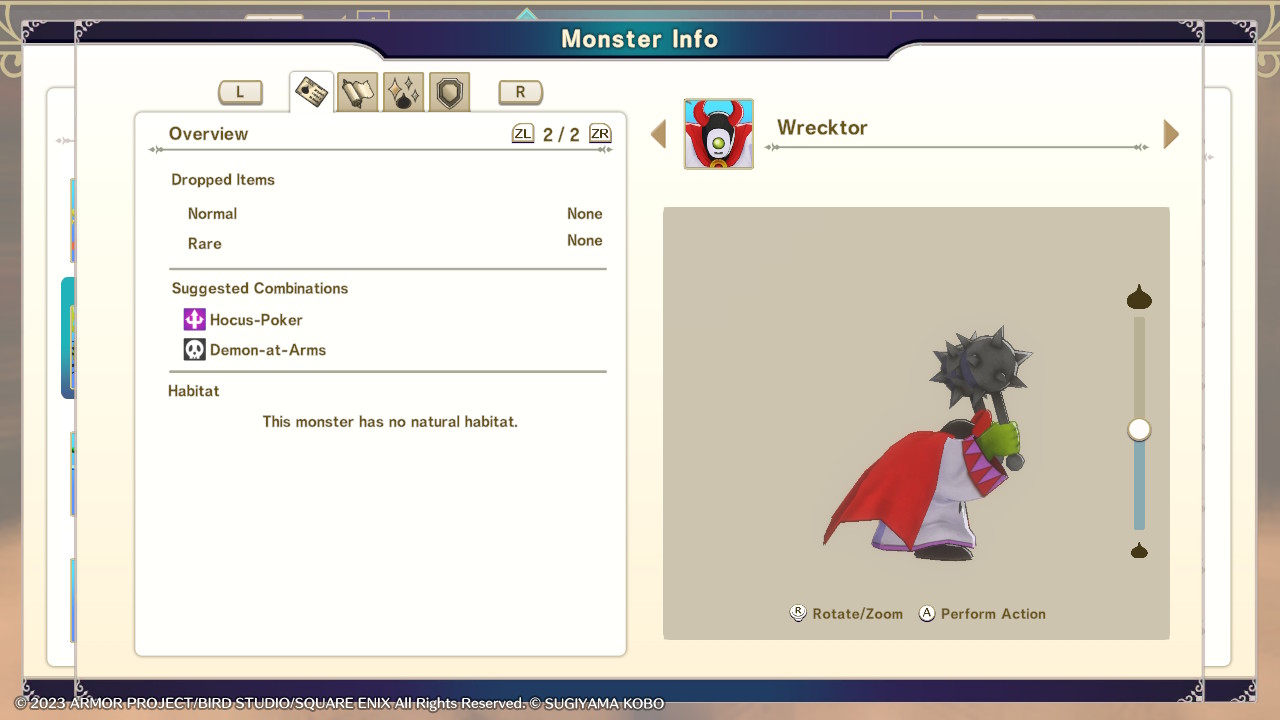 Monster Info
L
R
Overview
ZL 2 / 2 ZR
Wrecktor
Dropped Items
Normal None
Rare None
Suggested Combinations
Hocus-Poker
Demon-at-Arms
Habitat
This monster has no natural habitat.
R Rotate/Zoom A Perform Action
© 2023 ARMOR PROJECT/BIRD STUDIO/SQUARE ENIX All Rights Reserved. © SUGIYAMA KOBO